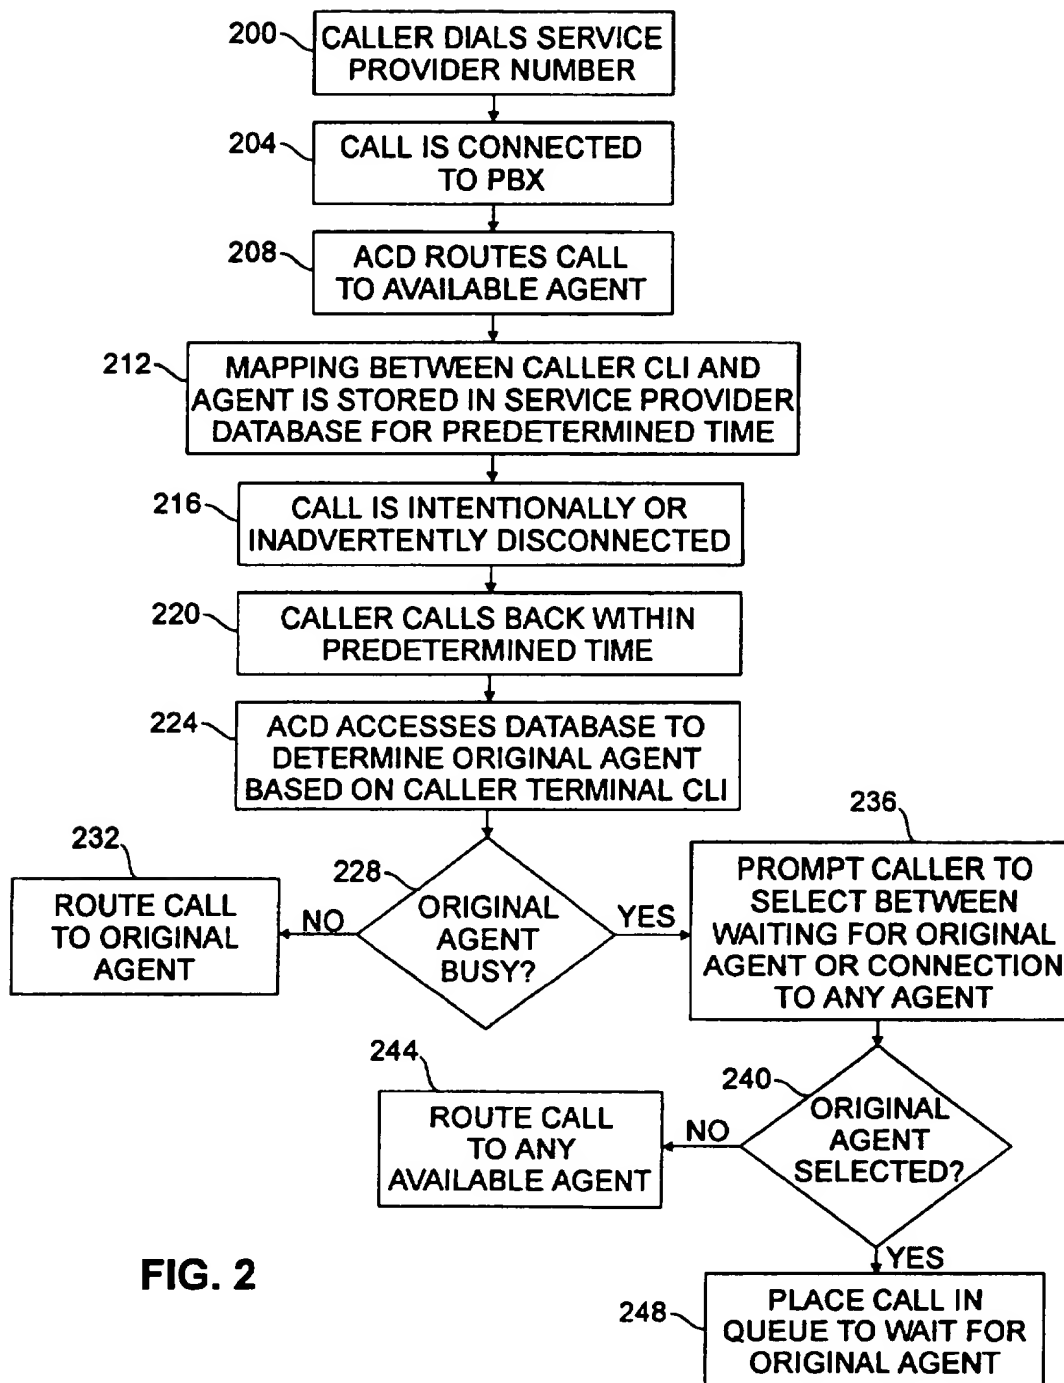 200
CALLER DIALS SERVICE
PROVIDER NUMBER
204
CALL IS CONNECTED
TO PBX
208
ACD ROUTES CALL
TO AVAILABLE AGENT
212
MAPPING BETWEEN CALLER CLI AND
AGENT IS STORED IN SERVICE PROVIDER
DATABASE FOR PREDETERMINED TIME
216
CALL IS INTENTIONALLY OR
INADVERTENTLY DISCONNECTED
220
CALLER CALLS BACK WITHIN
PREDETERMINED TIME
224
ACD ACCESSES DATABASE TO
DETERMINE ORIGINAL AGENT
BASED ON CALLER TERMINAL CLI
228
ORIGINAL
AGENT
BUSY?
NO
232
ROUTE CALL
TO ORIGINAL
AGENT
YES
236
PROMPT CALLER TO
SELECT BETWEEN
WAITING FOR ORIGINAL
AGENT OR CONNECTION
TO ANY AGENT
240
ORIGINAL
AGENT
SELECTED?
NO
244
ROUTE CALL
TO ANY
AVAILABLE AGENT
YES
248
PLACE CALL IN
QUEUE TO WAIT FOR
ORIGINAL AGENT
FIG. 2